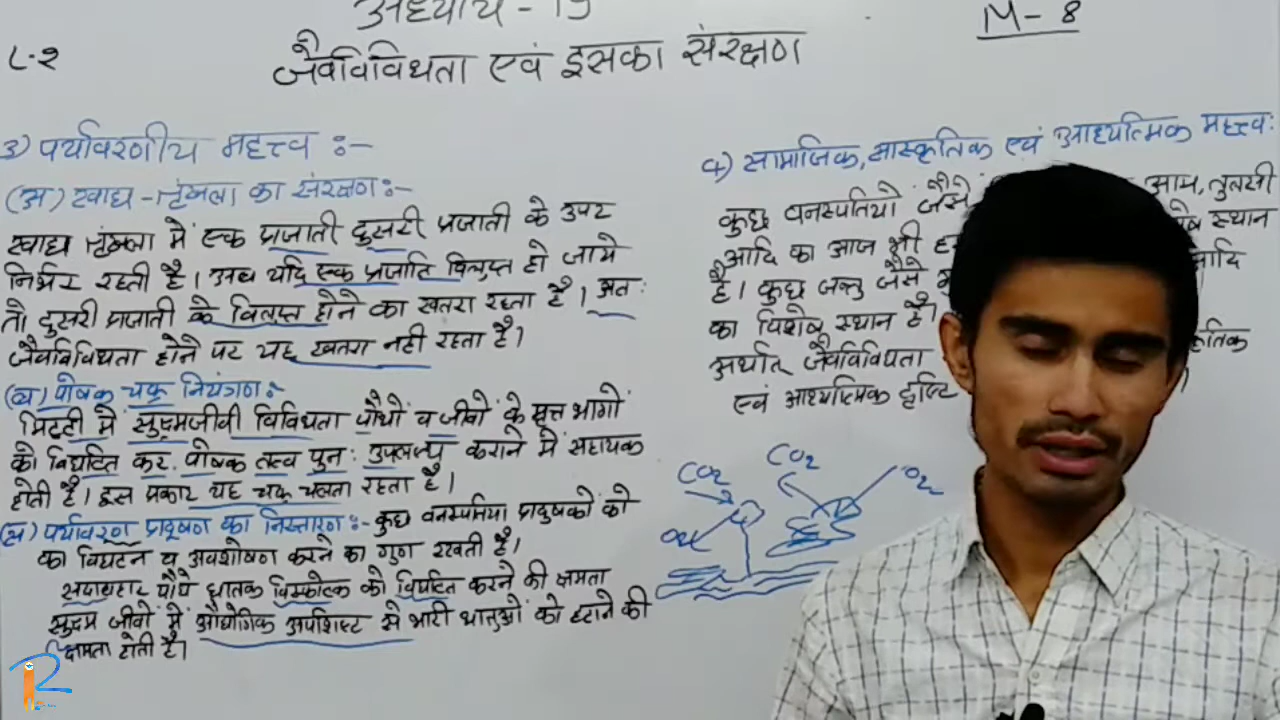 अध्याय - 15
M - 8
L-2
जैवविविधता एवं इसका संरक्षण
3) पर्यावरणीय महत्त्व :-
(अ) खाद्य -श्रृंखला का संरक्षण:-
खाद्य श्रृंखला में एक प्रजाती दुसरी प्रजाती के उपर
निर्भर रहती है। अब यदि एक प्रजाति विलुप्त हो जाये
तो दुसरी प्रजाती के विलुप्त होने का खतरा रहता है। अतः
जैवविविधता होने पर यह खतरा नही रहता है।
(ब) पोषक चक्र नियंत्रण:-
मिटटी में सुक्ष्मजीवी विविधता पौधों व जीवों के मृत भागों
को विघटित कर पोषक तत्व पुनः उपलब्ध कराने में सहायक
होती है। इस प्रकार यह चक्र चलता रहता है।
(स) पर्यावरण प्रदूषण का निस्तारण :- कुछ वनस्पतिया प्रदुषकों को
का विघटन व अवशोषण करने का गुण रखती है।
सदाबहार पौधे घातक विस्फोटक को विघटित करने की क्षमता
सुक्ष्म जीवों में औद्योगिक अपशिष्ट से भारी धातुओं को हटाने की
क्षमता होती है।
4) सामाजिक, सांस्कृतिक एवं आध्यत्मिक महत्त्व:
कुछ वनस्पतियों जैसे आम, तुलसी
आदि का आज भी स्थान
है। कुछ जन्तु जैसे आदि
का विशेष स्थान है।
अर्थात् जैवविविधता
एवं आध्यत्मिक दृष्टि
CO2
CO2
O2